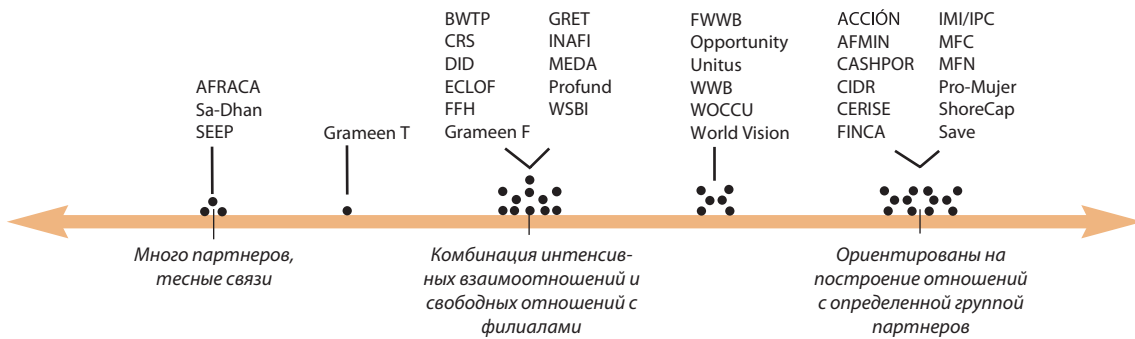 AFRACA
Sa-Dhan
SEEP
Grameen T
BWTP
CRS
DID
ECLOF
FFH
Grameen F
GRET
INAFI
MEDA
Profund
WSBI
FWWB
Opportunity
Unitus
WWB
WOCCU
World Vision
ACCIÓN
AFMIN
CASHPOR
CIDR
CERISE
FINCA
IMI/IPC
MFC
MFN
Pro-Mujer
ShoreCap
Save
Много партнеров,
тесные связи
Комбинация интенсив-
ных взаимоотношений и
свободных отношений с
филиалами
Ориентированы на
построение отношений
с определенной группой
партнеров